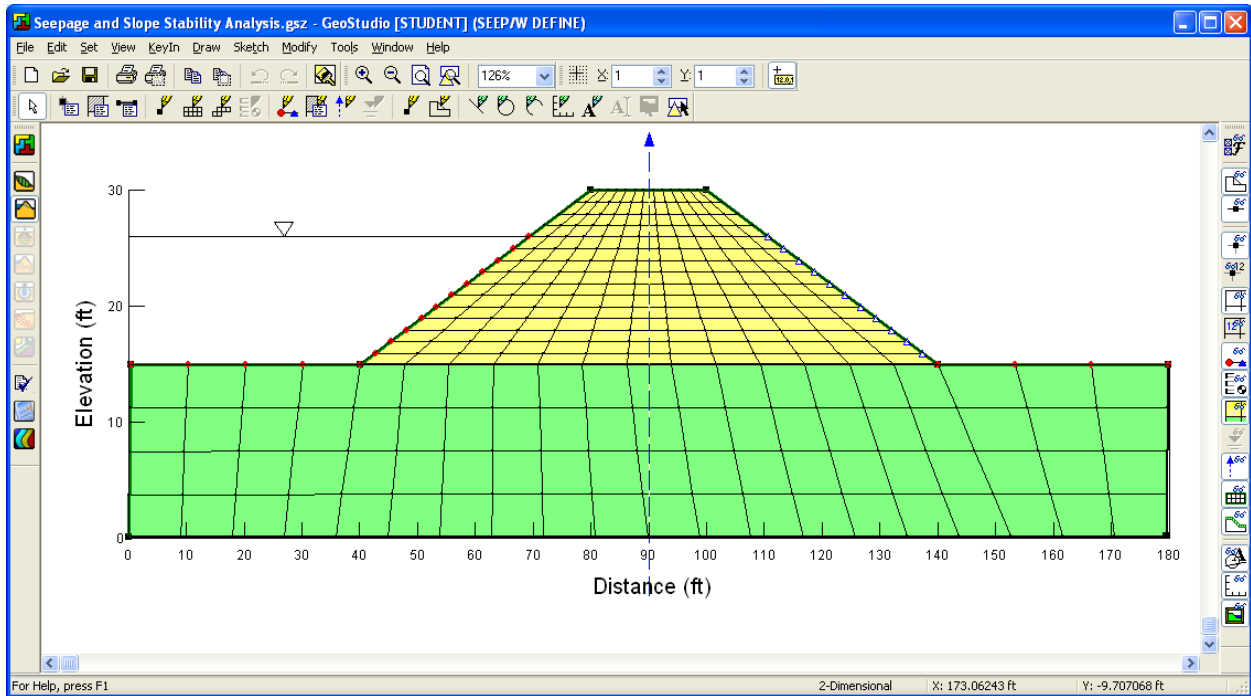 Seepage and Slope Stability Analysis.gsz - GeoStudio [STUDENT] (SEEP/W DEFINE)
File Edit Set View KeyIn Draw Sketch Modify Tools Window Help
126% X: 1 Y: 1
30
20
10
0
Elevation (ft)
0 10 20 30 40 50 60 70 80 90 100 110 120 130 140 150 160 170 180
Distance (ft)
For Help, press F1 2-Dimensional X: 173.06243 ft Y: -9.707068 ft